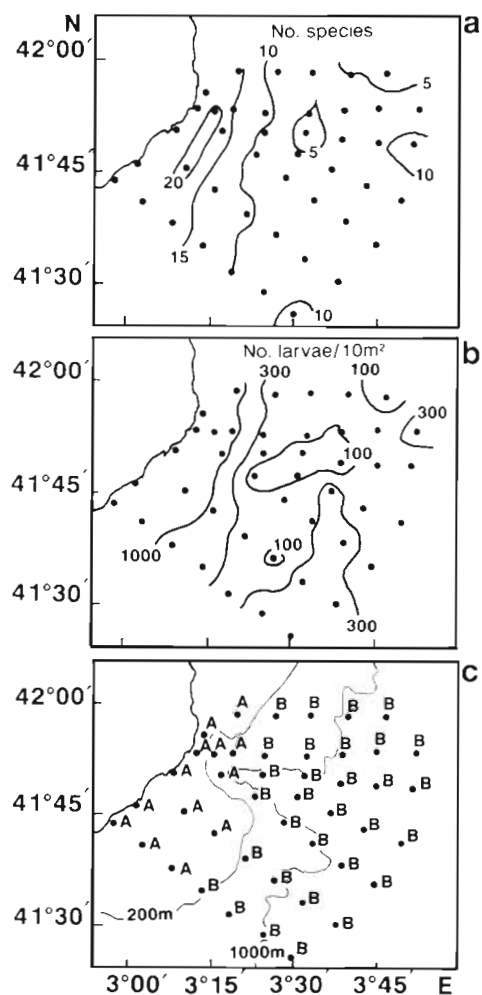 N
No. species
a
10
42°00′
5
41°45′
20
5
10
15
41°30′
10
No. larvae/10m²
b
42°00′
300
100
300
100
41°45′
1000
100
41°30′
300
c
42°00′
A B B B B
A
A A A B B B B B
A A B B
B B B B B
A A A A B B B
A B B
A B B B
B B B
200m B B B
41°30′
B
1000m B
3°00′ 3°15′ 3°30′ 3°45′ E
41°45′